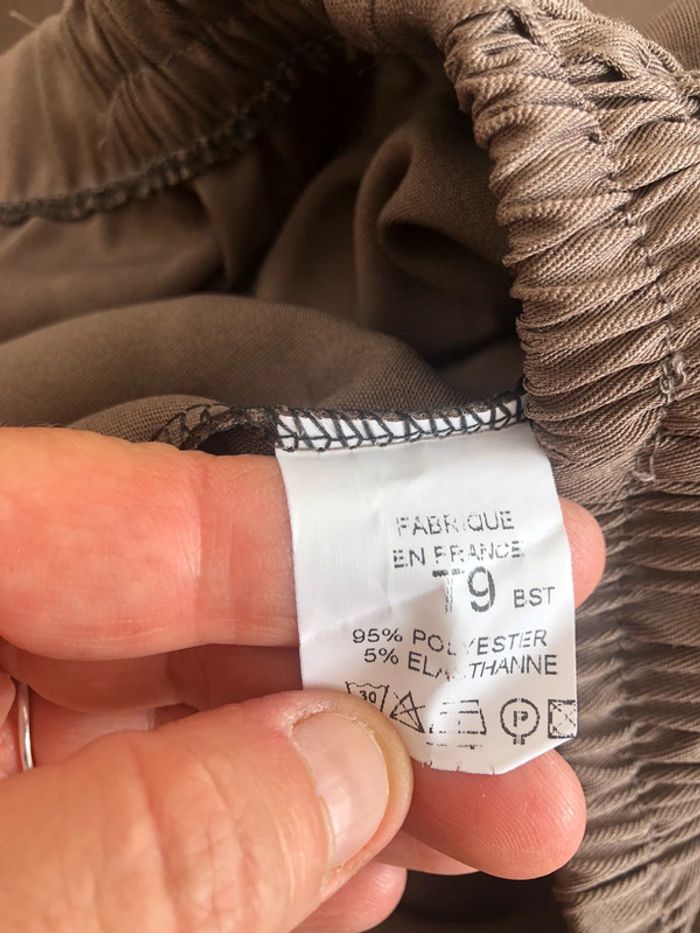 FABRIQUE
EN FRANCE
T9 BST
95% POLYESTER
5% ELASTHANNE
30
P